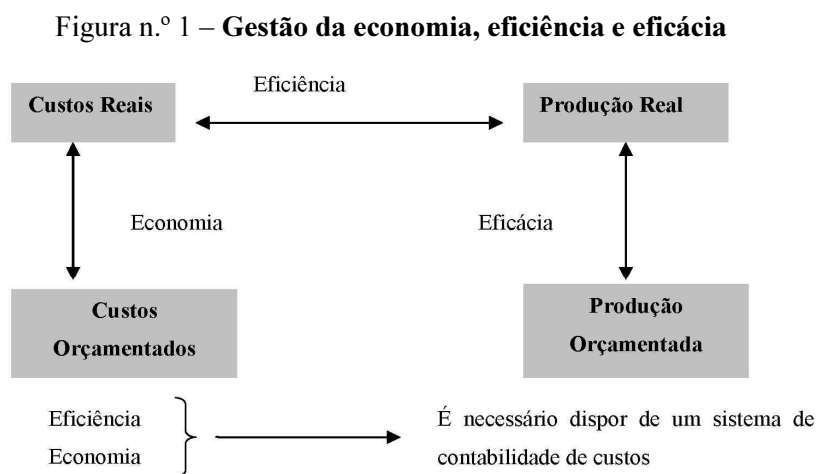 Figura n.º 1 – Gestão da economia, eficiência e eficácia
Eficiência
Custos Reais
Produção Real
Economia
Eficácia
Custos
Orçamentados
Produção
Orçamentada
Eficiência
Economia
É necessário dispor de um sistema de
contabilidade de custos